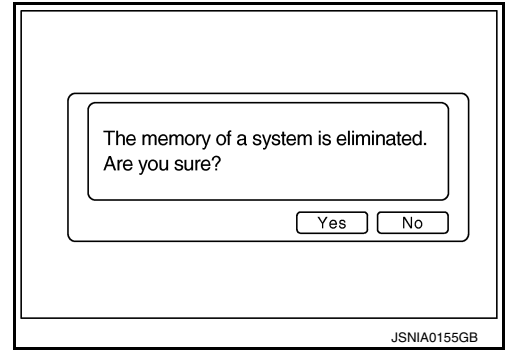 The memory of a system is eliminated.
Are you sure?
Yes No
JSNIA0155GB